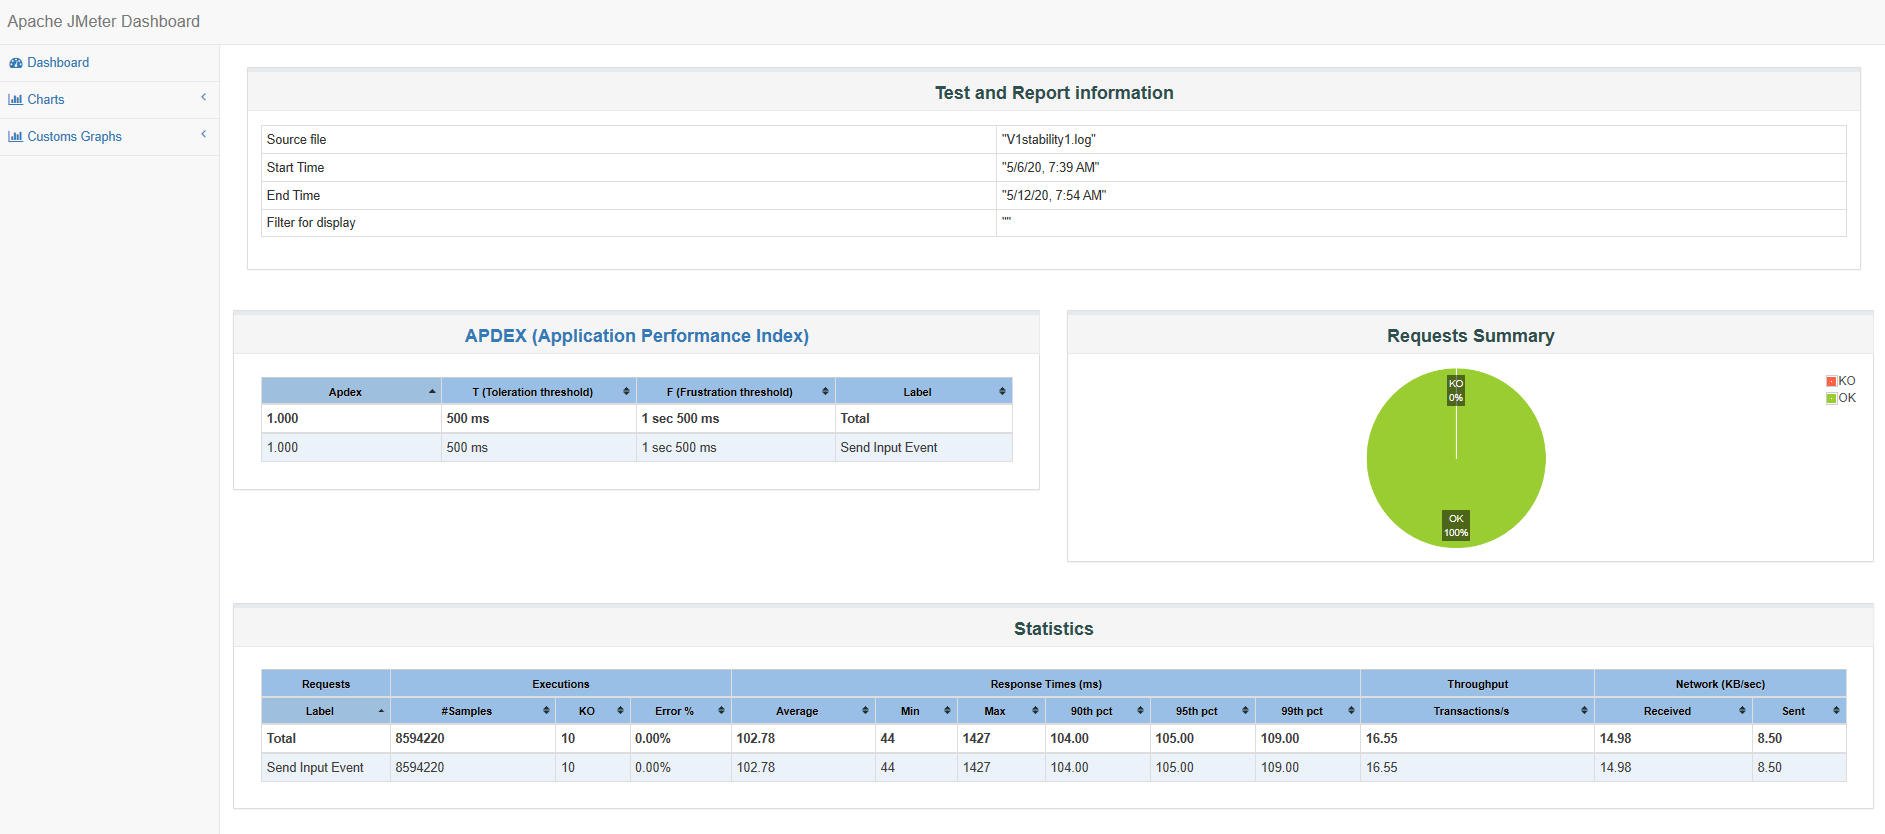 Apache JMeter Dashboard
Dashboard
Charts
Customs Graphs
Test and Report information
Source file "V1stability1.log"
Start Time "5/6/20, 7:39 AM"
End Time "5/12/20, 7:54 AM"
Filter for display ""
APDEX (Application Performance Index)
Apdex T (Toleration threshold) F (Frustration threshold) Label
1.000 500 ms 1 sec 500 ms Total
1.000 500 ms 1 sec 500 ms Send Input Event
Requests Summary
KO
0%
OK
100%
KO
OK
Statistics
Requests Executions Response Times (ms) Throughput Network (KB/sec)
Label #Samples KO Error % Average Min Max 90th pct 95th pct 99th pct Transactions/s Received Sent
Total 8594220 10 0.00% 102.78 44 1427 104.00 105.00 109.00 16.55 14.98 8.50
Send Input Event 8594220 10 0.00% 102.78 44 1427 104.00 105.00 109.00 16.55 14.98 8.50